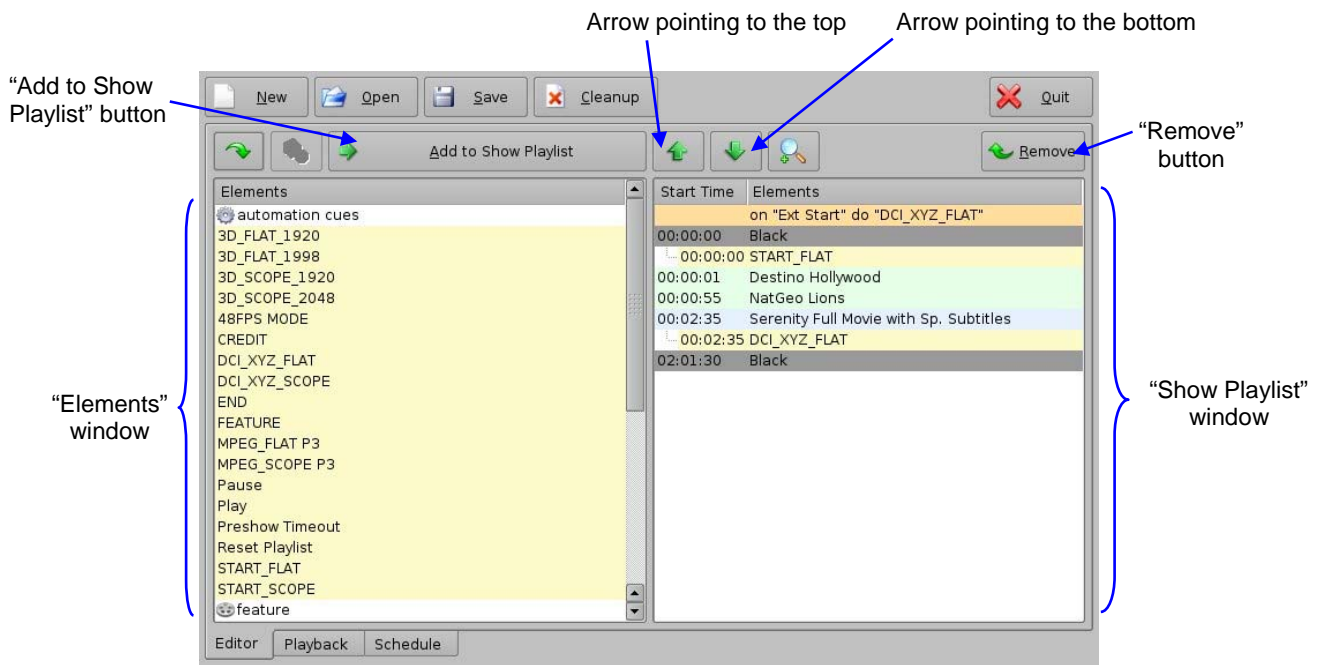 Arrow pointing to the top
Arrow pointing to the bottom
“Add to Show
Playlist” button
New
Open
Save
Cleanup
Quit
Add to Show Playlist
Remove
“Remove”
button
Elements
automation cues
3D_FLAT_1920
3D_FLAT_1998
3D_SCOPE_1920
3D_SCOPE_2048
48FPS MODE
CREDIT
DCI_XYZ_FLAT
DCI_XYZ_SCOPE
END
FEATURE
MPEG_FLAT P3
MPEG_SCOPE P3
Pause
Play
Preshow Timeout
Reset Playlist
START_FLAT
START_SCOPE
feature
Start Time Elements
on "Ext Start" do "DCI_XYZ_FLAT"
00:00:00 Black
00:00:00 START_FLAT
00:00:01 Destino Hollywood
00:00:55 NatGeo Lions
00:02:35 Serenity Full Movie with Sp. Subtitles
00:02:35 DCI_XYZ_FLAT
02:01:30 Black
“Elements”
window
“Show Playlist”
window
Editor
Playback
Schedule